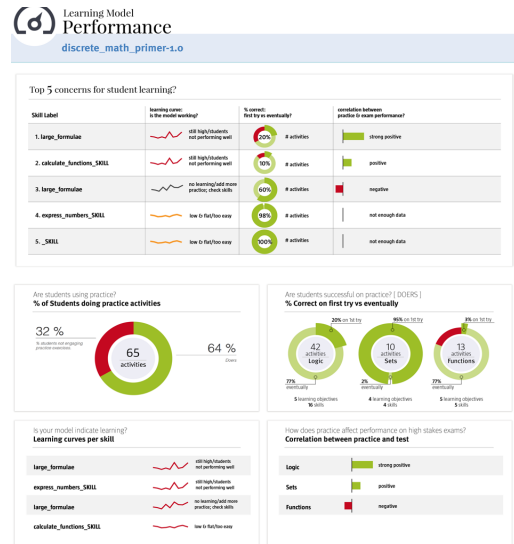 Learning Model
Performance
discrete_math_primer-1.0
Top 5 concerns for student learning?
Skill Label
learning curve:
is the model working?
% correct:
first try vs eventually?
correlation between
practice & exam performance?
1. large_formulae
still high/students
not performing well
20%
# activities
strong positive
2. calculate_functions_SKILL
still high/students
not performing well
10%
# activities
positive
3. large_formulae
no learning/add more
practice; check skills
60%
# activities
negative
4. express_numbers_SKILL
low & flat/too easy
98%
# activities
not enough data
5. _SKILL
low & flat/too easy
100%
# activities
not enough data
Are students using practice?
% of Students doing practice activities
32 %
% students not engaging
practice exercises
65
activities
64 %
Doers
Are students successful on practice? | DOERS |
% Correct on first try vs eventually
20% on 1st try
95% on 1st try
3% on 1st try
42
activities
Logic
10
activities
Sets
13
activities
Functions
77%
eventually
2%
eventually
77%
eventually
5 learning objectives
16 skills
4 learning objectives
4 skills
5 learning objectives
5 skills
Is your model indicate learning?
Learning curves per skill
large_formulae
still high/students
not performing well
express_numbers_SKILL
still high/students
not performing well
large_formulae
no learning/add more
practice; check skills
calculate_functions_SKILL
low & flat/too easy
How does practice affect performance on high stakes exams?
Correlation between practice and test
Logic
strong positive
Sets
positive
Functions
negative